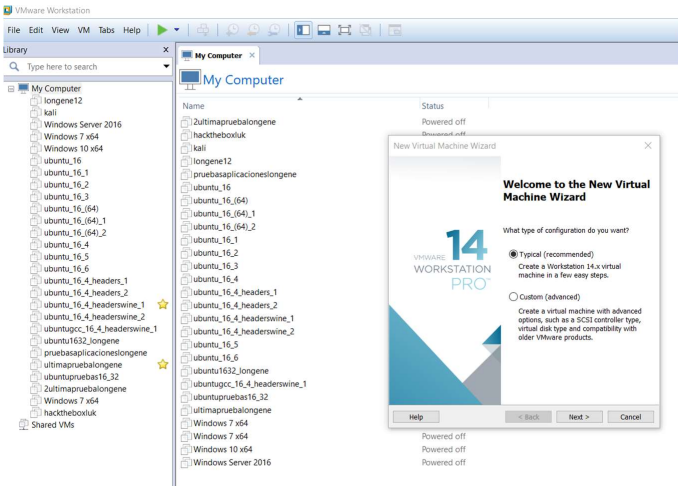 VMware Workstation
File Edit View VM Tabs Help
Library x
Type here to search
My Computer
longene12
kali
Windows Server 2016
Windows 7 x64
Windows 10 x64
ubuntu_16
ubuntu_16_1
ubuntu_16_2
ubuntu_16_3
ubuntu_16_(64)
ubuntu_16_(64)_1
ubuntu_16_(64)_2
ubuntu_16_4
ubuntu_16_5
ubuntu_16_6
ubuntu_16_4_headers_1
ubuntu_16_4_headers_2
ubuntu_16_4_headerswine_1
ubuntu_16_4_headerswine_2
ubuntugcc_16_4_headerswine_1
ubuntu1632_longene
pruebasaplicacioneslongene
ultimapruebalongene
ubuntupruebas16_32
2ultimapruebalongene
Windows 7 x64
hacktheboxluk
Shared VMs
My Computer ×
My Computer
Name Status
2ultimapruebalongene Powered off
hacktheboxluk Powered off
kali
longene12
pruebasaplicacioneslongene
ubuntu_16
ubuntu_16_(64)
ubuntu_16_(64)_1
ubuntu_16_(64)_2
ubuntu_16_1
ubuntu_16_2
ubuntu_16_3
ubuntu_16_4
ubuntu_16_4_headers_1
ubuntu_16_4_headers_2
ubuntu_16_4_headerswine_1
ubuntu_16_4_headerswine_2
ubuntu_16_5
ubuntu_16_6
ubuntu1632_longene
ubuntugcc_16_4_headerswine_1
ubuntupruebas16_32
ultimapruebalongene
Windows 7 x64
Windows 7 x64 Powered off
Windows 10 x64 Powered off
Windows Server 2016 Powered off
New Virtual Machine Wizard ×
VMWARE 14
WORKSTATION
PRO™
Welcome to the New Virtual
Machine Wizard
What type of configuration do you want?
Typical (recommended)
Create a Workstation 14.x virtual
machine in a few easy steps.
Custom (advanced)
Create a virtual machine with advanced
options, such as a SCSI controller type,
virtual disk type and compatibility with
older VMware products.
Help < Back Next > Cancel